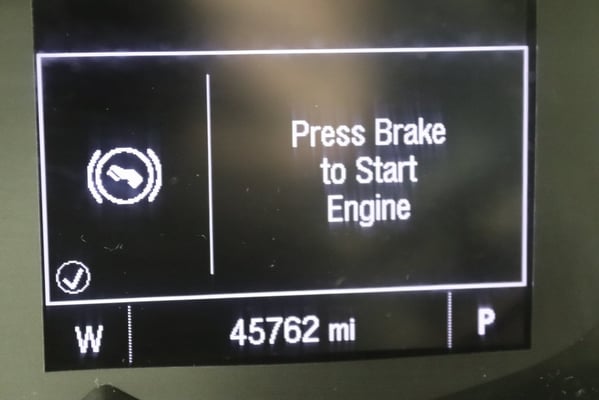 Press Brake
to Start
Engine
W 45762 mi P